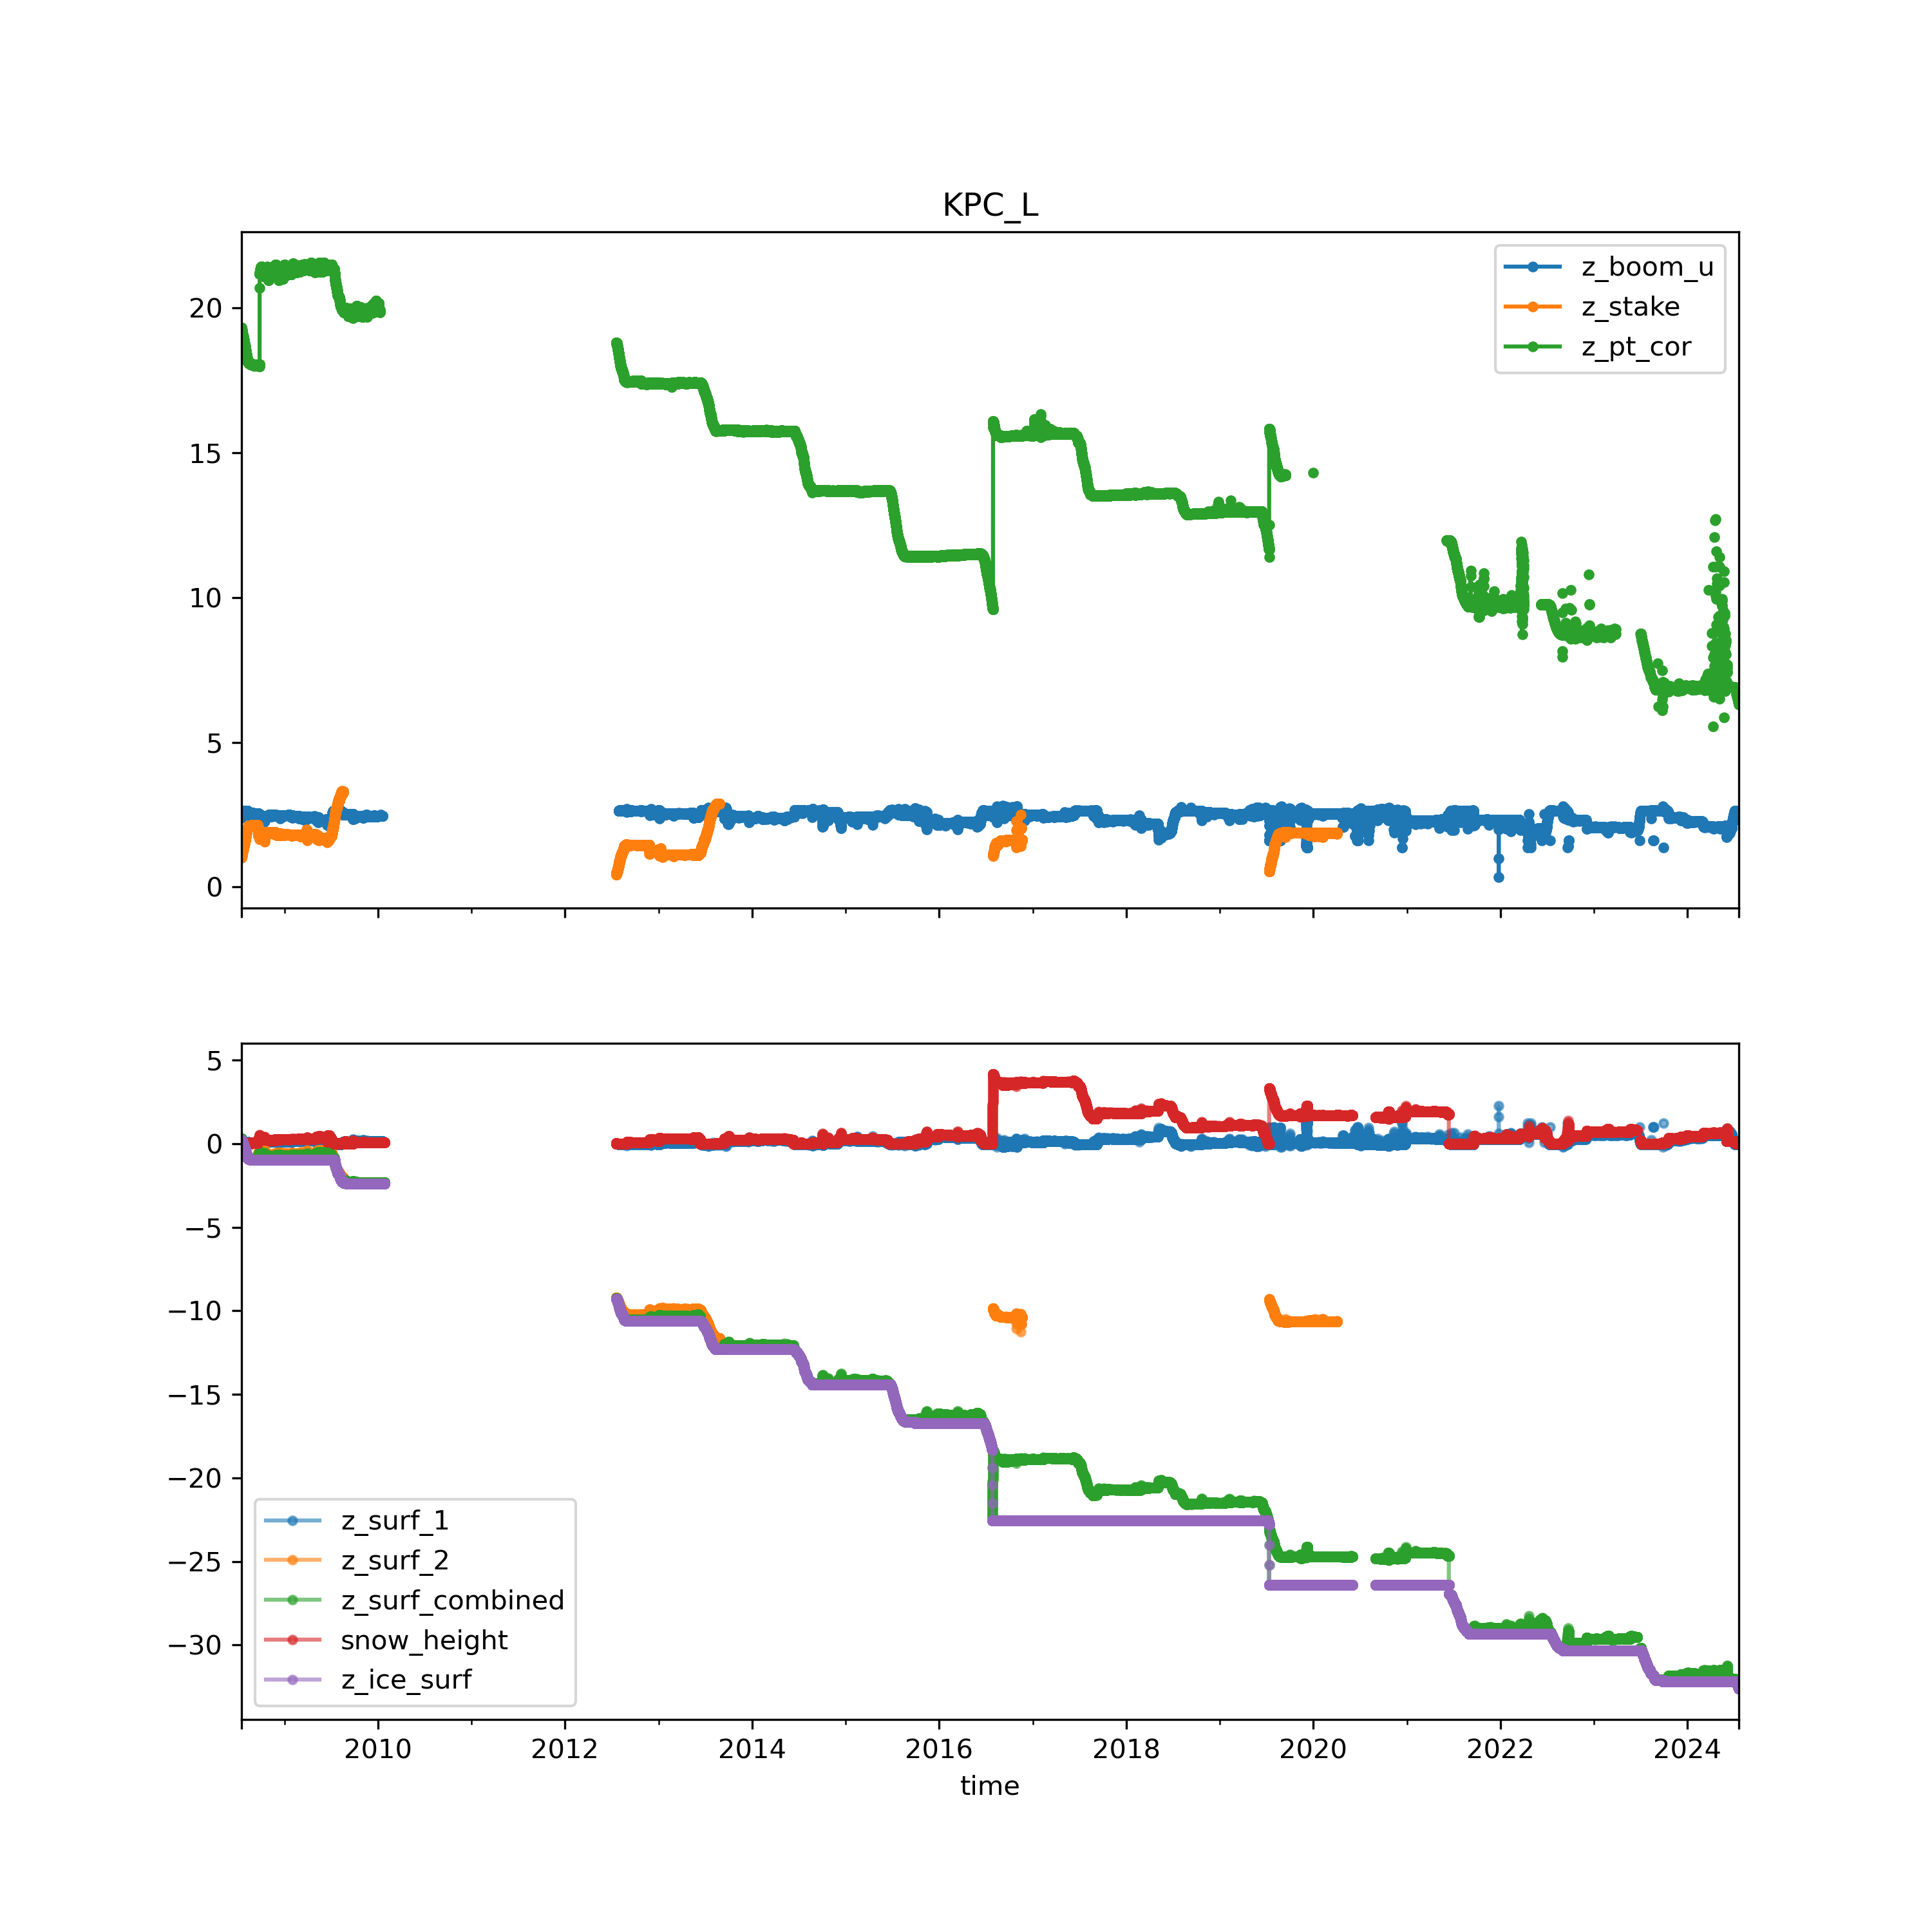 KPC_L
20
15
10
5
0
z_boom_u
z_stake
z_pt_cor
5
0
−5
−10
−15
−20
−25
−30
z_surf_1
z_surf_2
z_surf_combined
snow_height
z_ice_surf
2010 2012 2014 2016 2018 2020 2022 2024
time